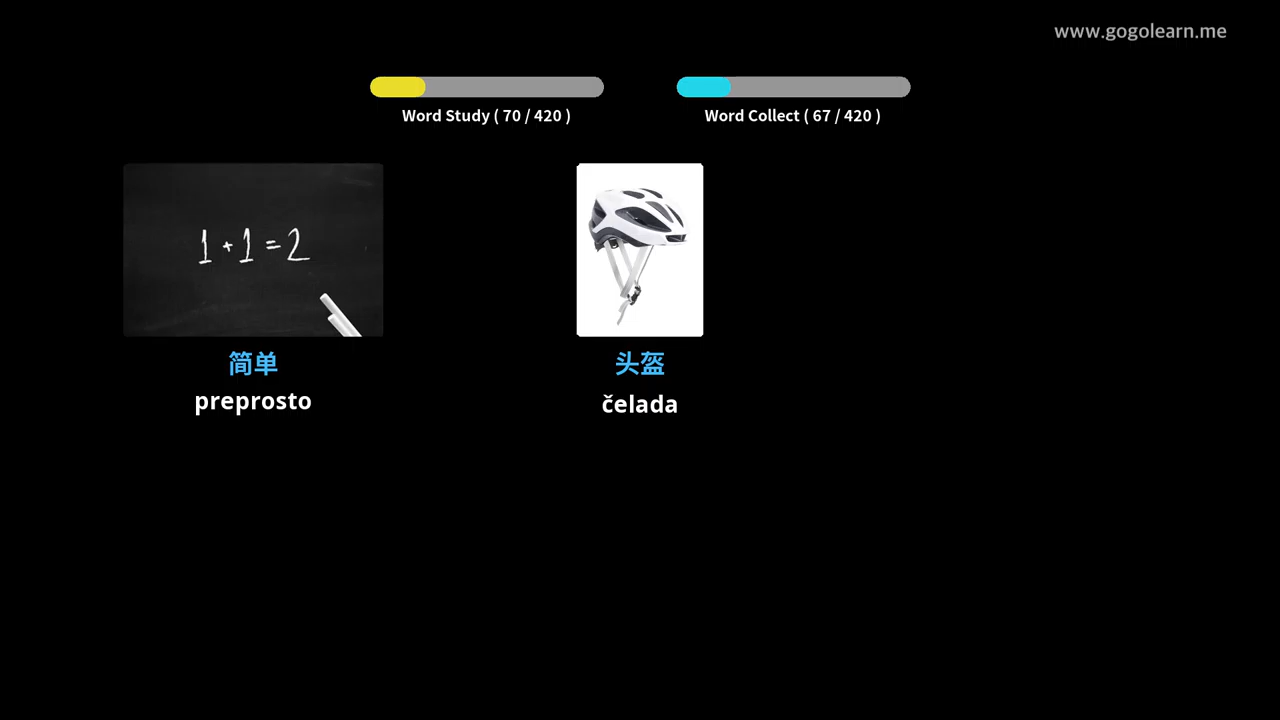 www.gogolearn.me
Word Study ( 70 / 420 )
Word Collect ( 67 / 420 )
1 + 1 = 2
简单
preprosto
头盔
čelada